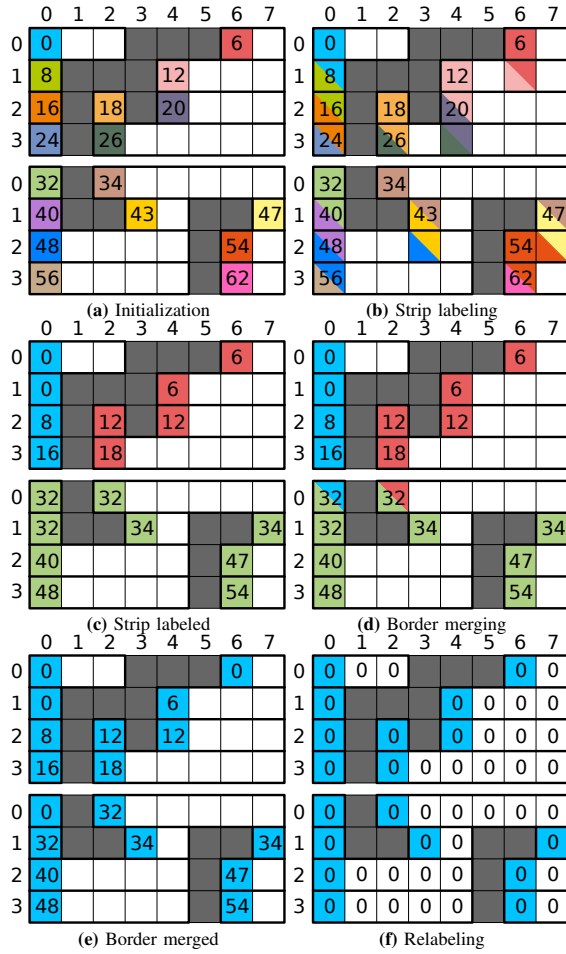 0 1 2 3 4 5 6 7
0 0 6
1 8 12
2 16 18 20
3 24 26
0 32 34
1 40 43 47
2 48 54
3 56 62
(a) Initialization
0 1 2 3 4 5 6 7
0 0 6
1 8 12
2 16 18 20
3 24 26
0 32 34
1 40 43 47
2 48 54
3 56 62
(b) Strip labeling
0 1 2 3 4 5 6 7
0 0 6
1 0 6
2 8 12 12
3 16 18
0 32 32
1 32 34 34
2 40 47
3 48 54
(c) Strip labeled
0 1 2 3 4 5 6 7
0 0 6
1 0 6
2 8 12 12
3 16 18
0 32 32
1 32 34 34
2 40 47
3 48 54
(d) Border merging
0 1 2 3 4 5 6 7
0 0 0
1 0 6
2 8 12 12
3 16 18
0 0 32
1 32 34 34
2 40 47
3 48 54
(e) Border merged
0 1 2 3 4 5 6 7
0 0 0 0 0 0
1 0 0 0 0 0
2 0 0 0 0 0 0
3 0 0 0 0 0 0 0
0 0 0 0 0 0 0 0
1 0 0 0 0
2 0 0 0 0 0 0 0
3 0 0 0 0 0 0 0
(f) Relabeling